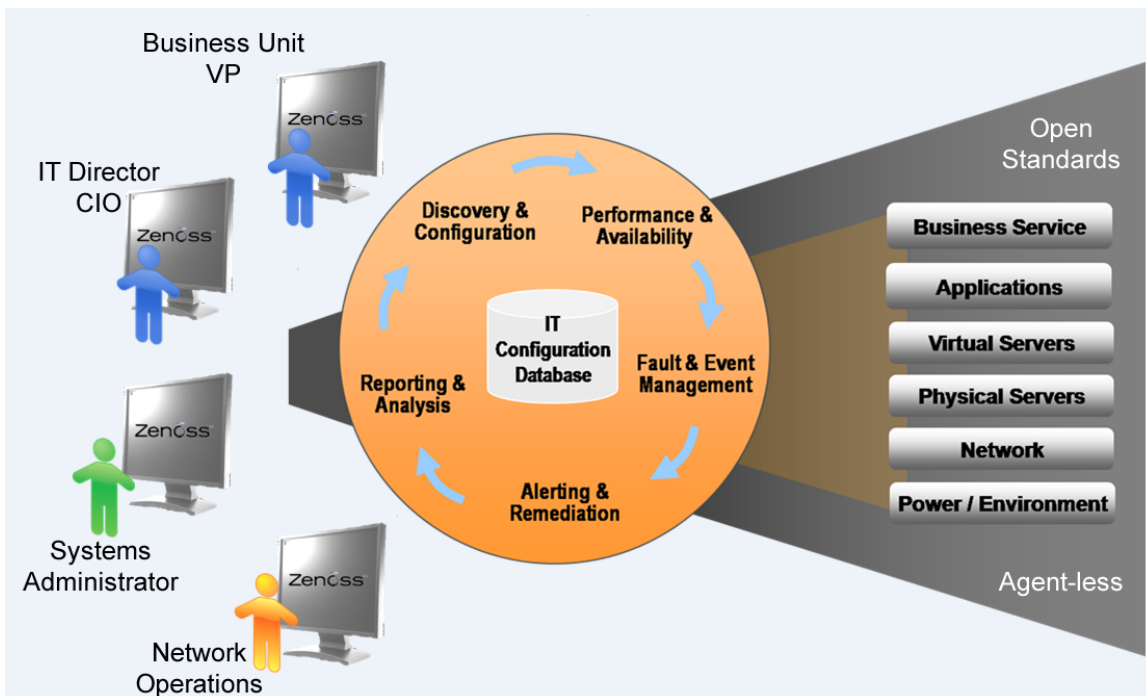 Business Unit
VP
Zenoss
IT Director
CIO
Zenoss
Zenoss
Systems
Administrator
Zenoss
Network
Operations
Discovery &
Configuration
Performance &
Availability
IT
Configuration
Database
Fault & Event
Management
Reporting &
Analysis
Alerting &
Remediation
Open
Standards
Business Service
Applications
Virtual Servers
Physical Servers
Network
Power / Environment
Agent-less